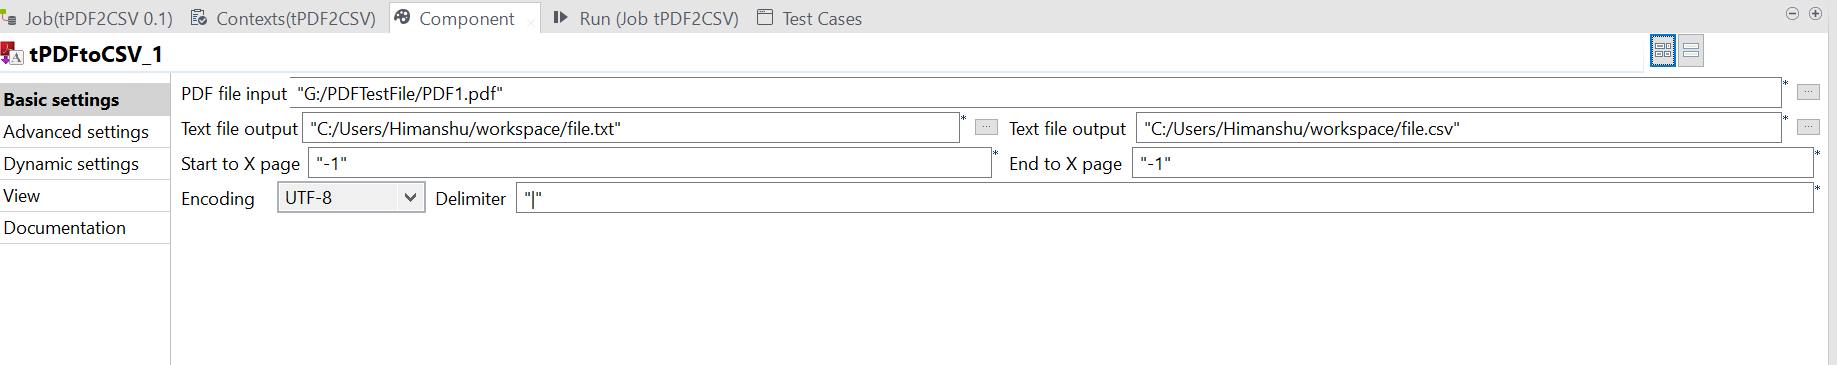 Job(tPDF2CSV 0.1) Contexts(tPDF2CSV) Component Run (Job tPDF2CSV) Test Cases
tPDFtoCSV_1
Basic settings
Advanced settings
Dynamic settings
View
Documentation
PDF file input "G:/PDFTestFile/PDF1.pdf" * ...
Text file output "C:/Users/Himanshu/workspace/file.txt" * ... Text file output "C:/Users/Himanshu/workspace/file.csv" * ...
Start to X page "-1" * End to X page "-1" *
Encoding UTF-8 Delimiter "|" *